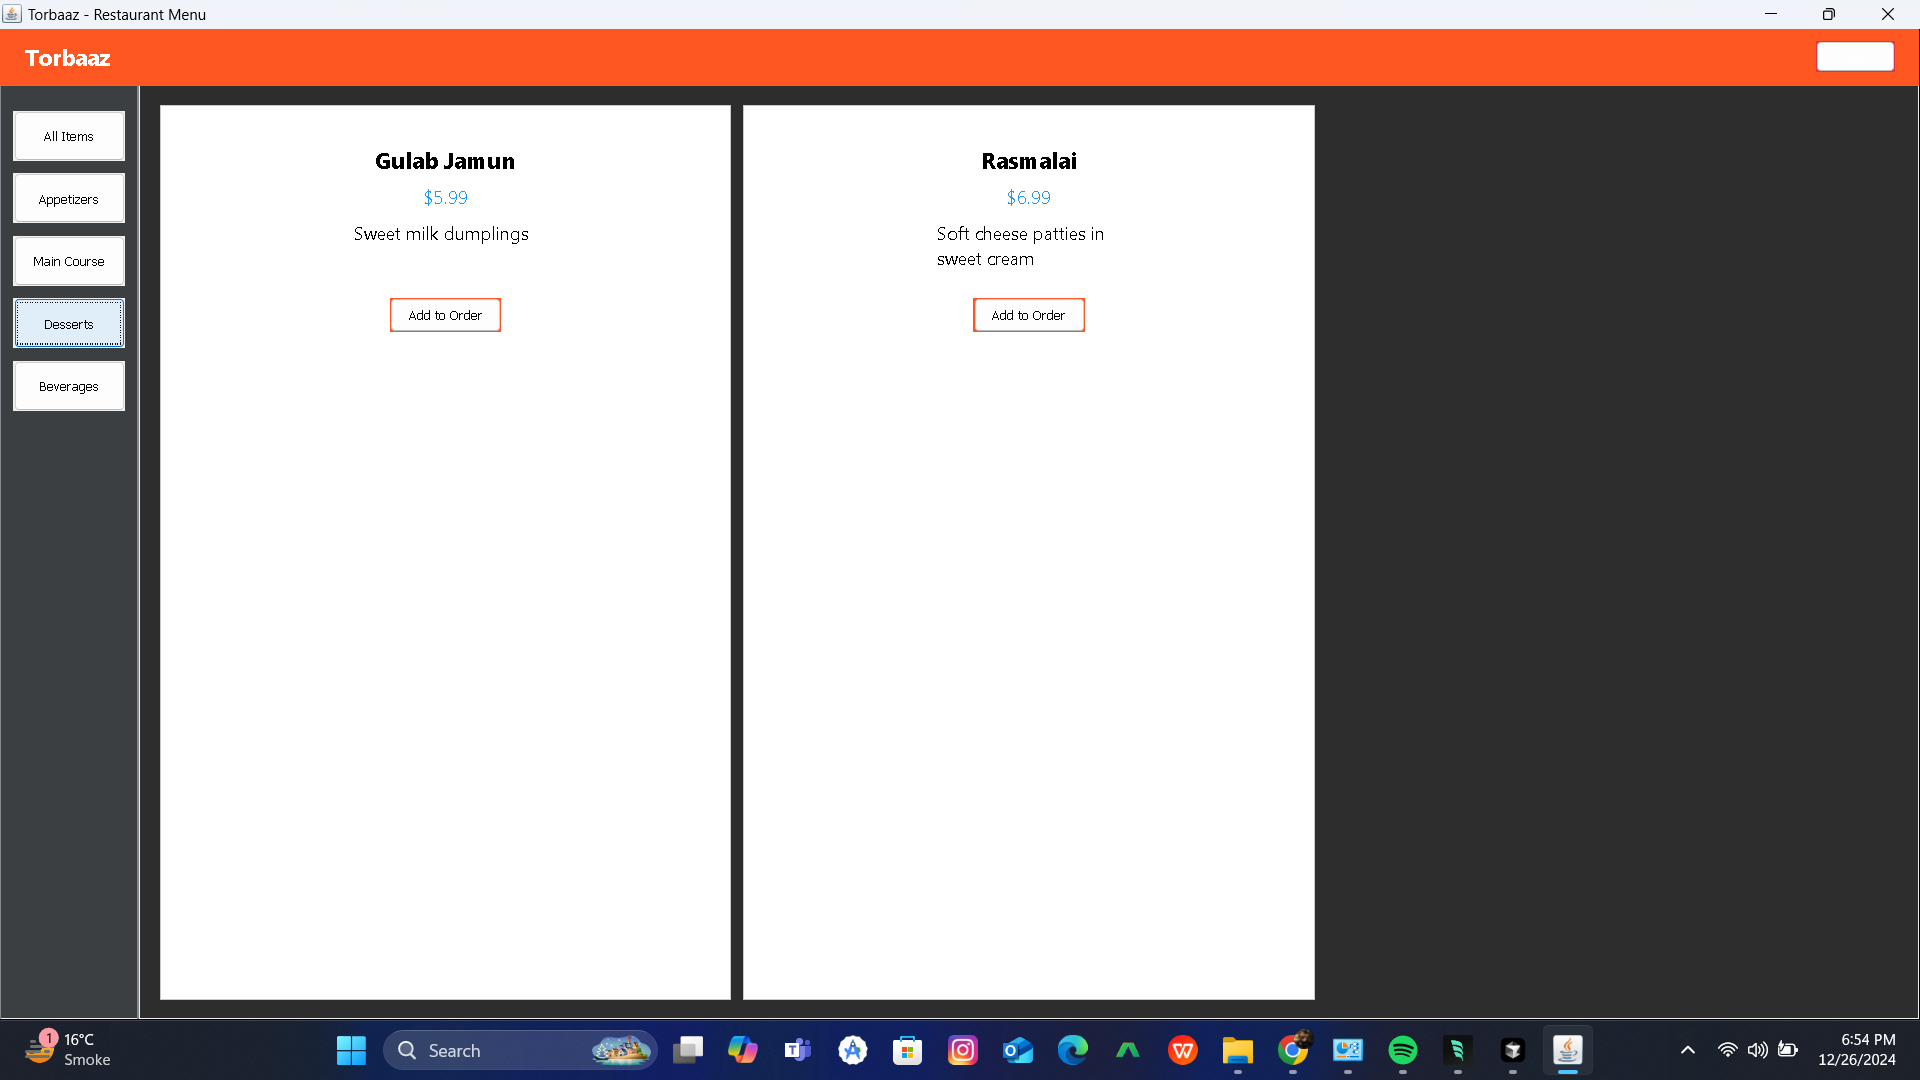 Torbaaz - Restaurant Menu
Torbaaz
All Items
Appetizers
Main Course
Desserts
Beverages
Gulab Jamun
$5.99
Sweet milk dumplings
Add to Order
Rasmalai
$6.99
Soft cheese patties in
sweet cream
Add to Order
1
16°C
Smoke
Search
6:54 PM
12/26/2024